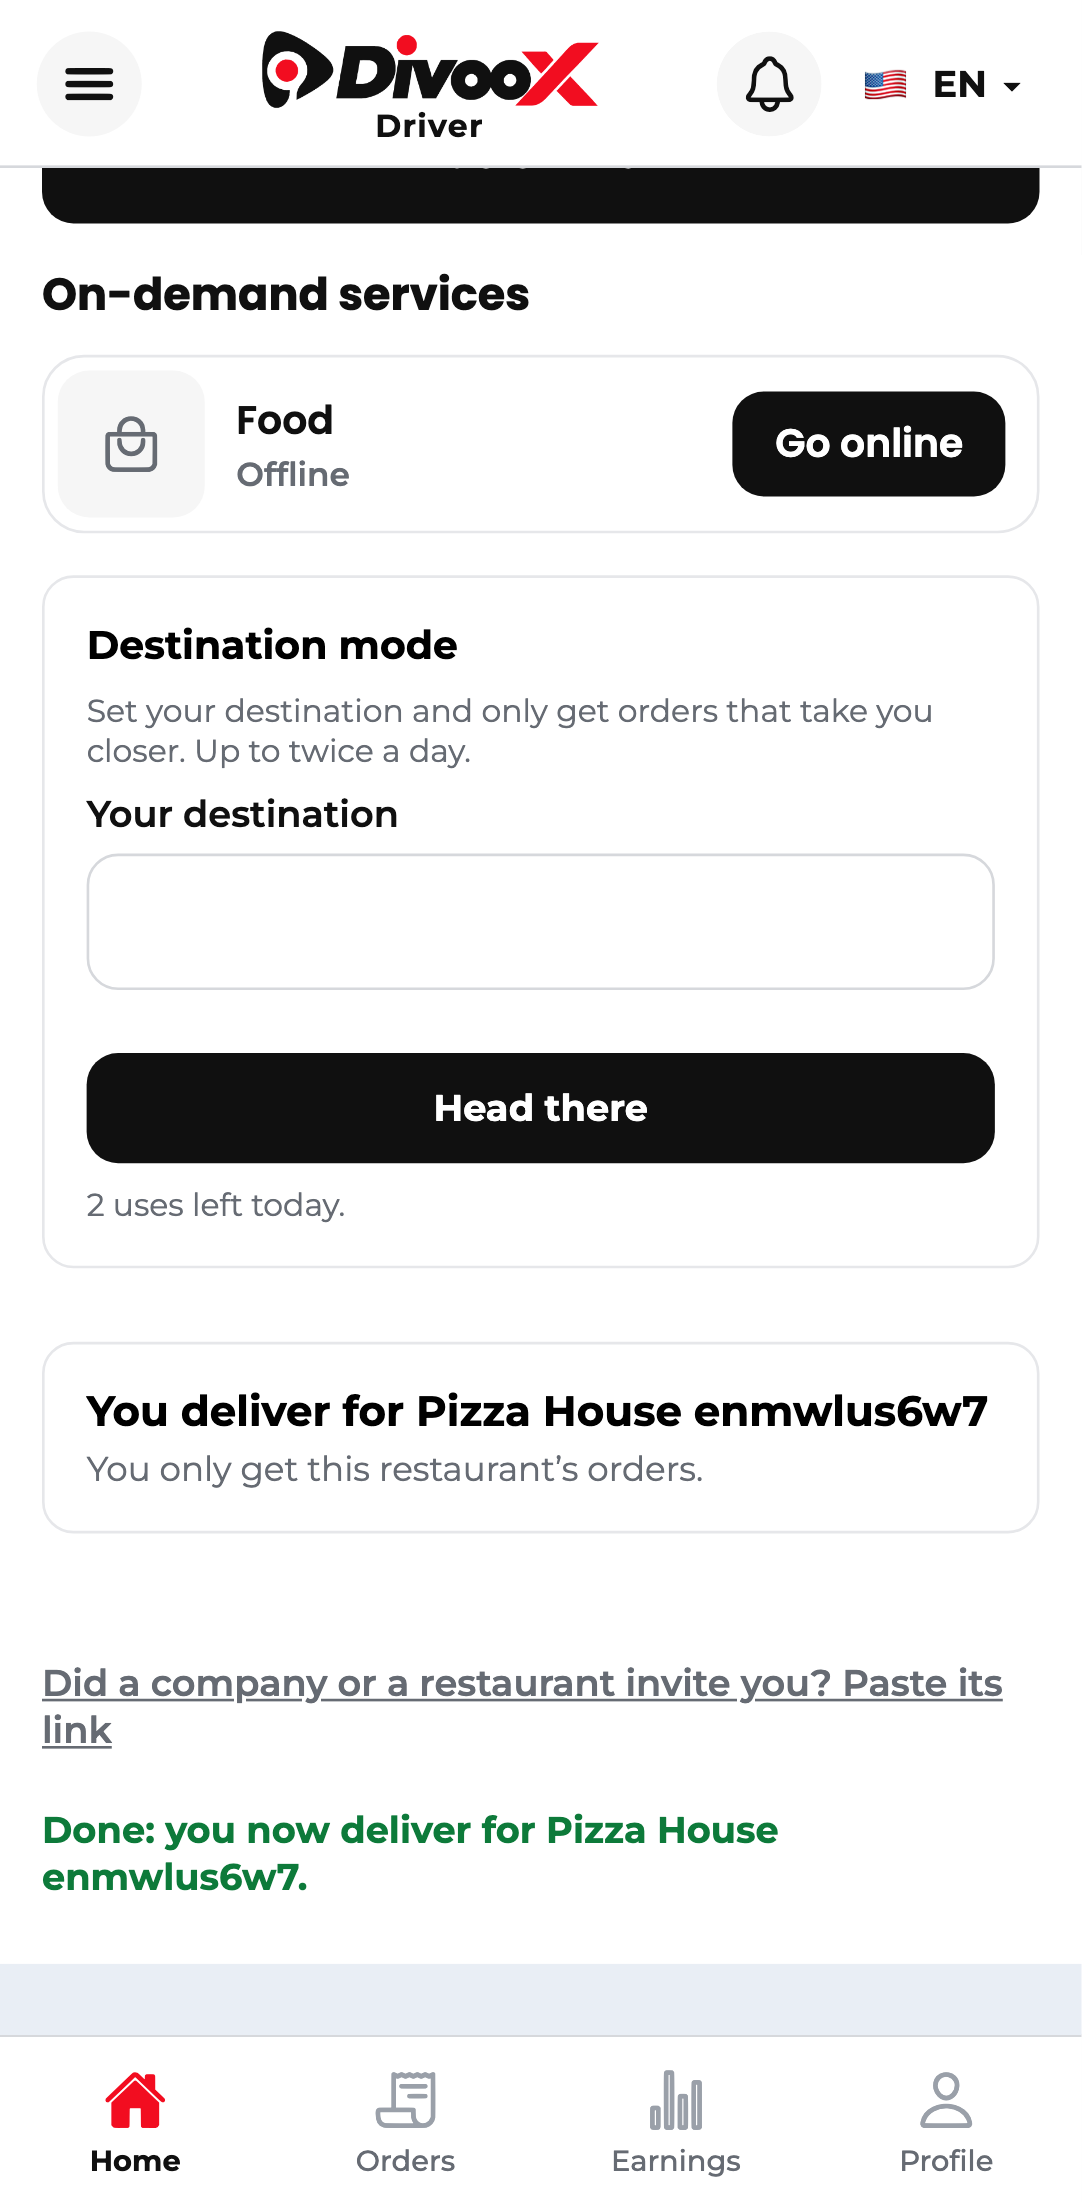 DivooX
Driver
EN
On-demand services
Food
Offline
Go online
Destination mode
Set your destination and only get orders that take you
closer. Up to twice a day.
Your destination
Head there
2 uses left today.
You deliver for Pizza House enmwlus6w7
You only get this restaurant’s orders.
Did a company or a restaurant invite you? Paste its
link
Done: you now deliver for Pizza House
enmwlus6w7.
Home
Orders
Earnings
Profile